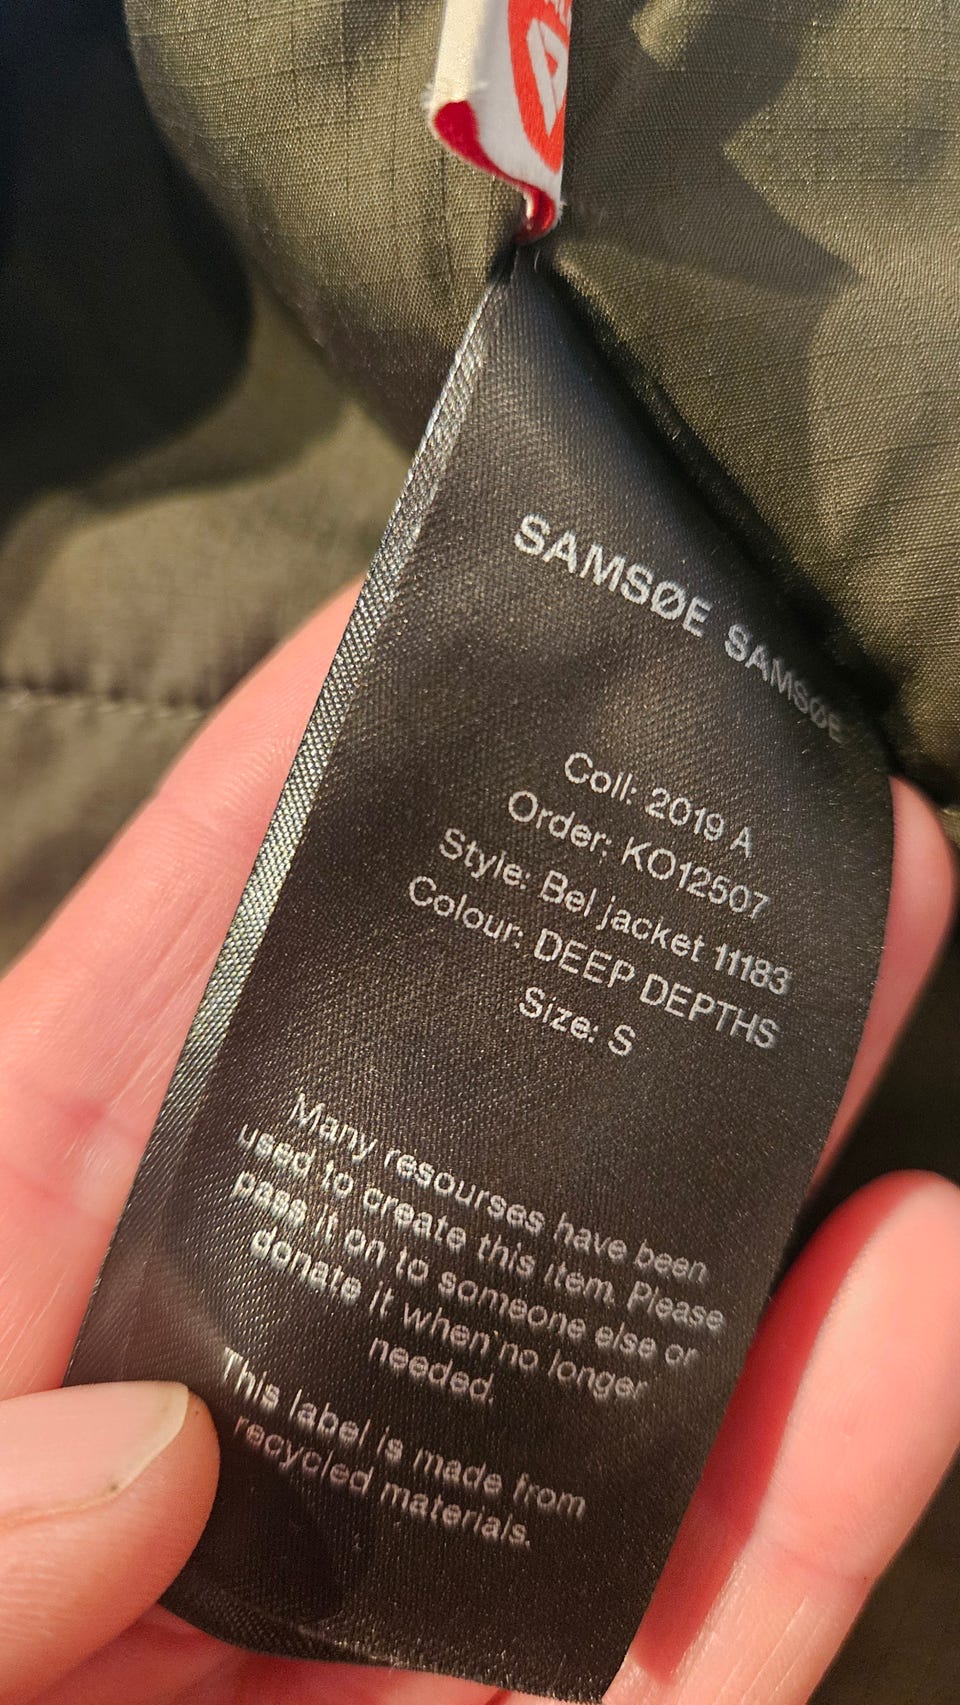 SAMSØE SAMSØE
Coll: 2019 A
Order: KO12507
Style: Bel jacket 11183
Colour: DEEP DEPTHS
Size: S
Many resourses have been
used to create this item. Please
pass it on to someone else or
donate it when no longer
needed.
This label is made from
recycled materials.